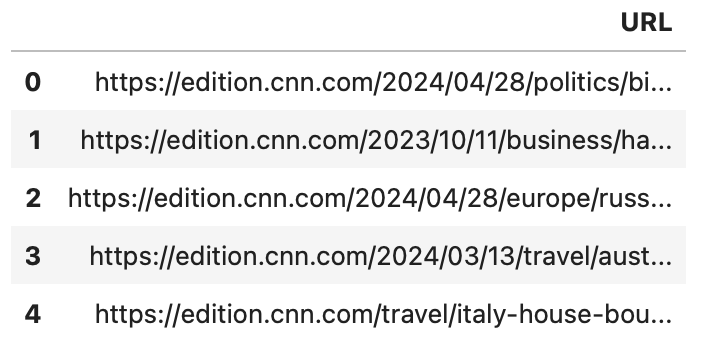 URL
0 https://edition.cnn.com/2024/04/28/politics/bi...
1 https://edition.cnn.com/2023/10/11/business/ha...
2 https://edition.cnn.com/2024/04/28/europe/russ...
3 https://edition.cnn.com/2024/03/13/travel/aust...
4 https://edition.cnn.com/travel/italy-house-bou...